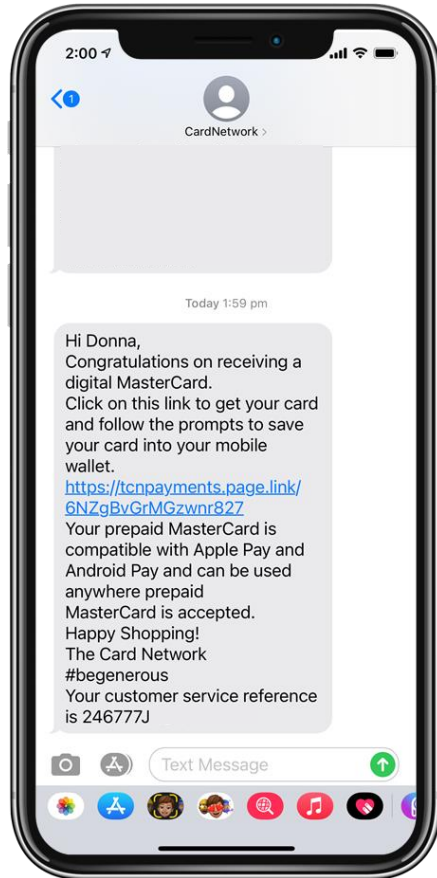 2:00
1
CardNetwork >
Today 1:59 pm
Hi Donna,
Congratulations on receiving a
digital MasterCard.
Click on this link to get your card
and follow the prompts to save
your card into your mobile
wallet.
https://tcnpayments.page.link/
6NZgBvGrMGzwnr827
Your prepaid MasterCard is
compatible with Apple Pay and
Android Pay and can be used
anywhere prepaid
MasterCard is accepted.
Happy Shopping!
The Card Network
#begenerous
Your customer service reference
is 246777J
Text Message